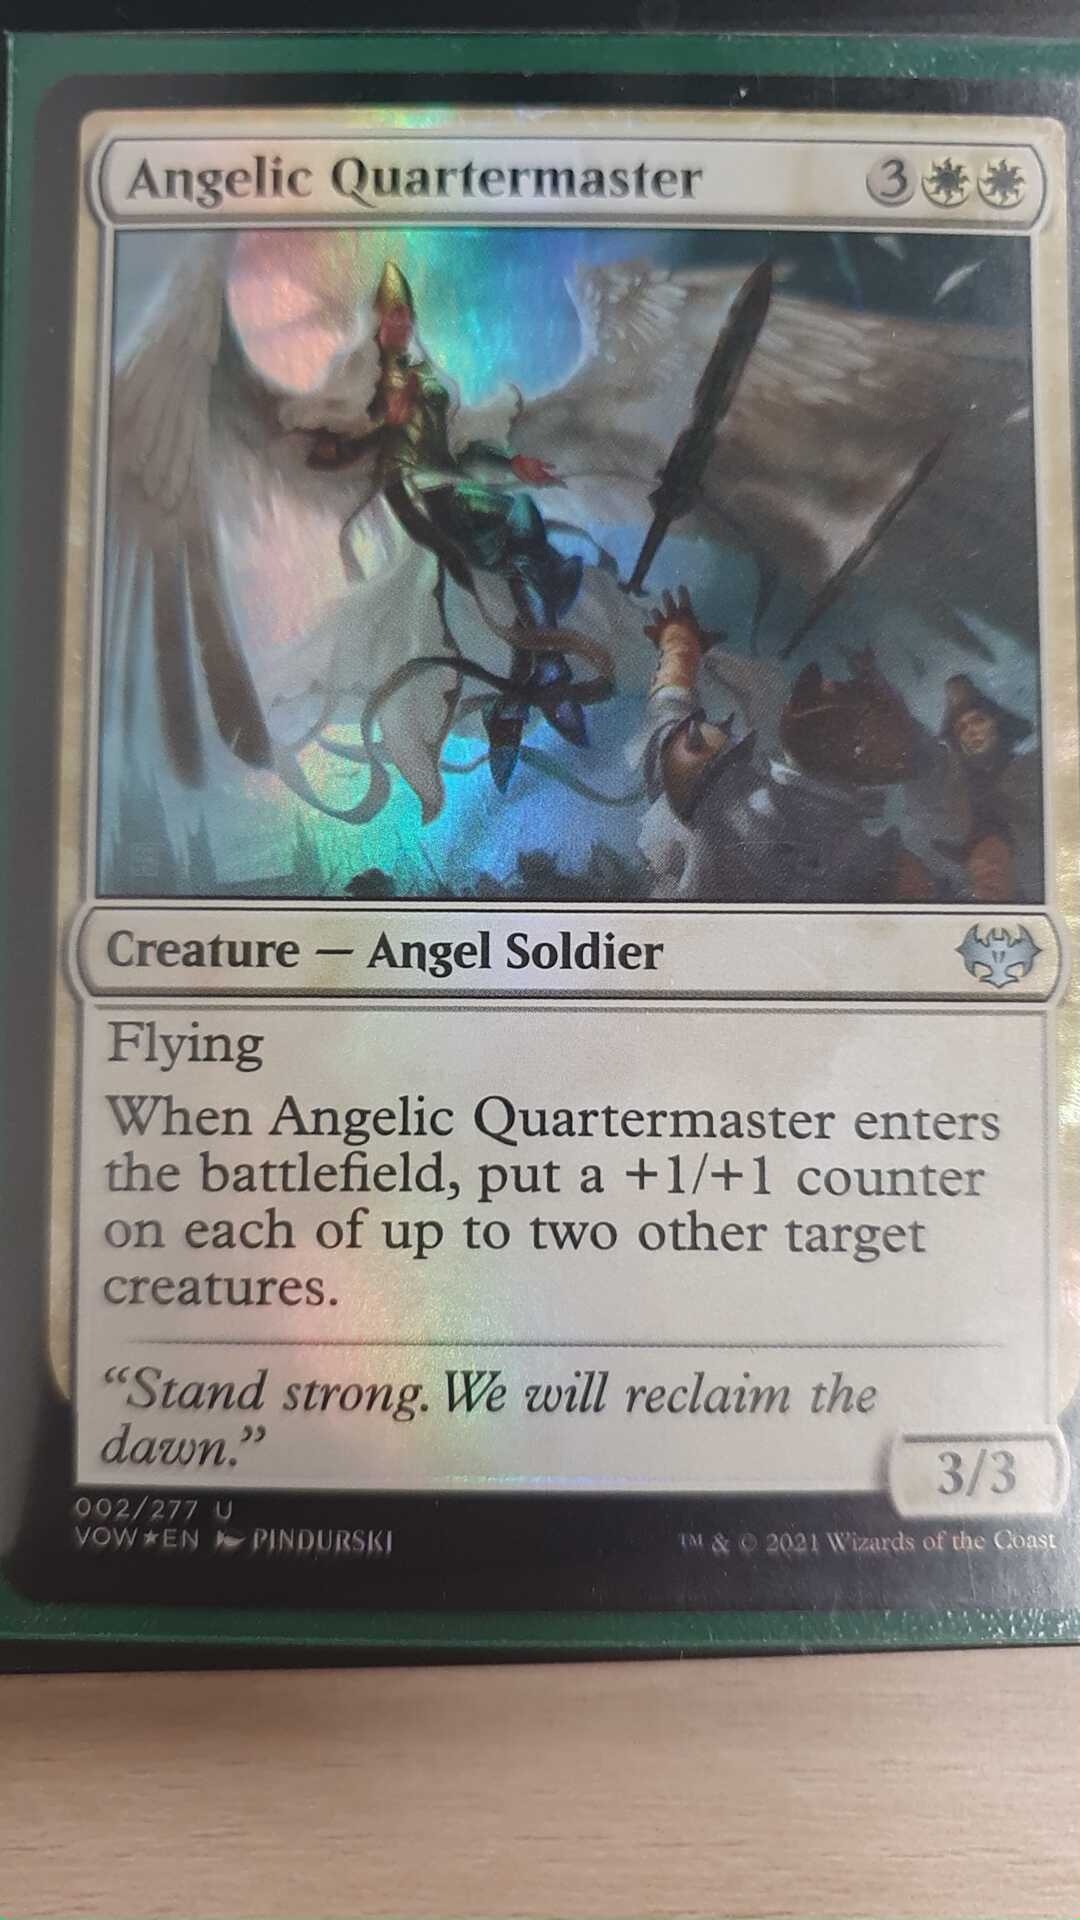 Angelic Quartermaster 3
Creature — Angel Soldier
Flying
When Angelic Quartermaster enters
the battlefield, put a +1/+1 counter
on each of up to two other target
creatures.
“Stand strong. We will reclaim the
dawn.”
3/3
002/277 U
VOW★EN PINDURSKI
™ & © 2021 Wizards of the Coast